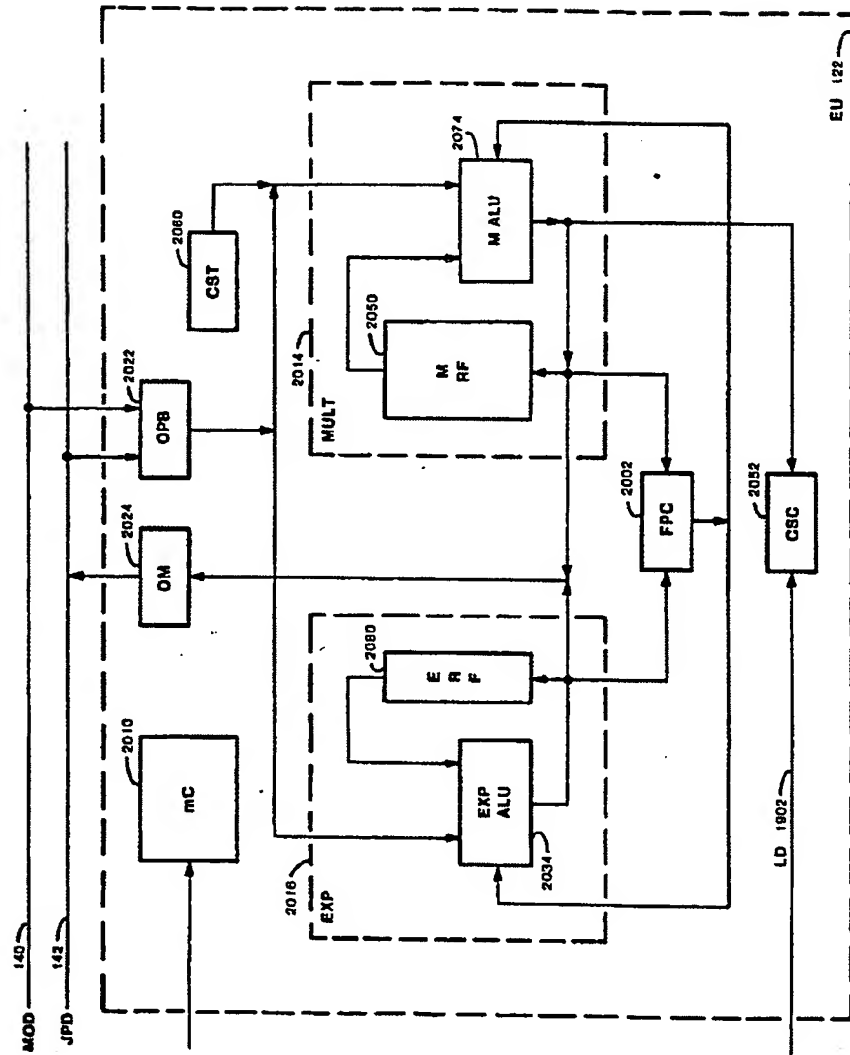 MOD
140
JPD
142
EU 122
mC
2010
OM
2024
OPB
2022
CST
2060
2016
EXP
EXP
ALU
2034
E
R
F
2080
2014
MULT
M
RF
2050
M ALU
2074
FPC
2002
CSC
2052
LD 1902